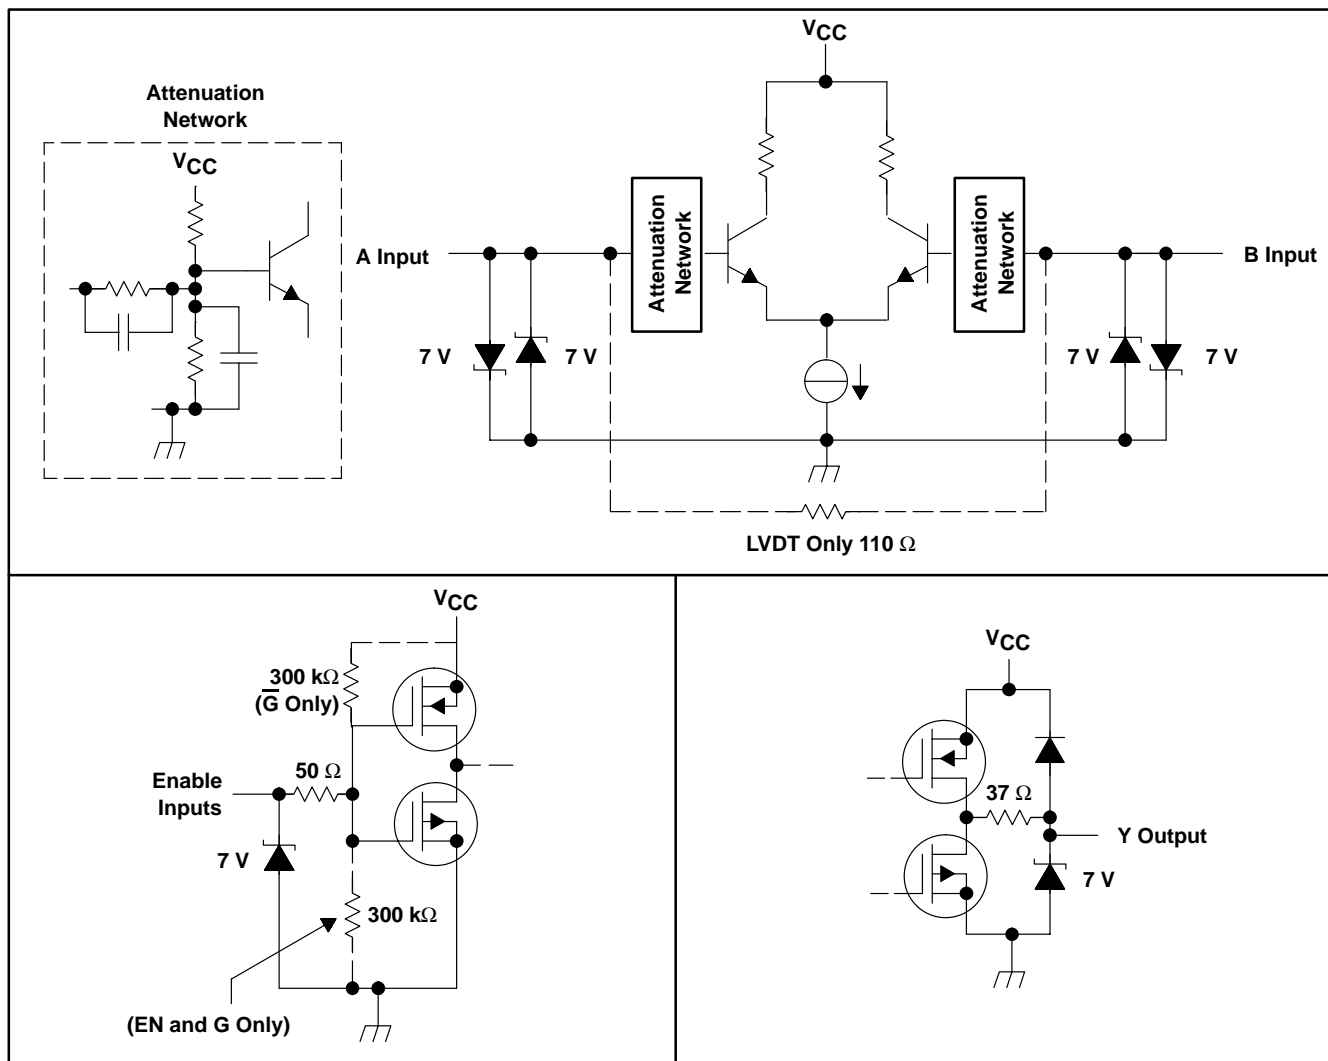 VCC
Attenuation
Network
VCC
A Input
Attenuation
Network
Attenuation
Network
B Input
7 V
7 V
7 V
7 V
LVDT Only 110 Ω
VCC
300 kΩ
(G̅ Only)
50 Ω
Enable
Inputs
7 V
300 kΩ
(EN and G Only)
VCC
37 Ω
Y Output
7 V